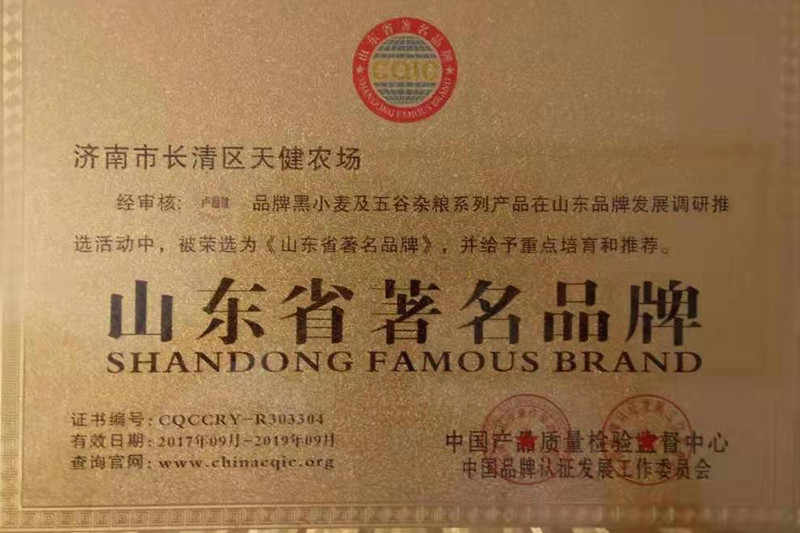 山东省著名品牌
CQIC
SHANDONG FAMOUS BRAND
济南市长清区天健农场
经审核: 品牌黑小麦及五谷杂粮系列产品在山东品牌发展调研推
选活动中，被荣选为《山东省著名品牌》，并给予重点培育和推荐。
山东省著名品牌
SHANDONG FAMOUS BRAND
证书编号: CQCCRY-R303304
有效日期: 2017年09月-2019年09月
查询官网: www.chinacqic.org
中国产品质量检验监督中心
中国品牌认证发展工作委员会